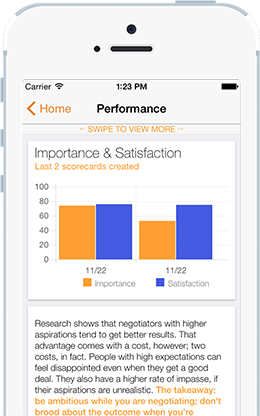 Carrier 1:23 PM
Home Performance
← SWIPE TO VIEW MORE →
Importance & Satisfaction
Last 2 scorecards created
100
80
60
40
20
0
11/22 11/22
Importance Satisfaction
Research shows that negotiators with higher
aspirations tend to get better results. That
advantage comes with a cost, however; two
costs, in fact. People with high expectations can
feel disappointed even when they get a good
deal. They also have a higher rate of impasse, if
their aspirations are unrealistic. The takeaway:
be ambitious while you are negotiating; don't
brood about the outcome when you're